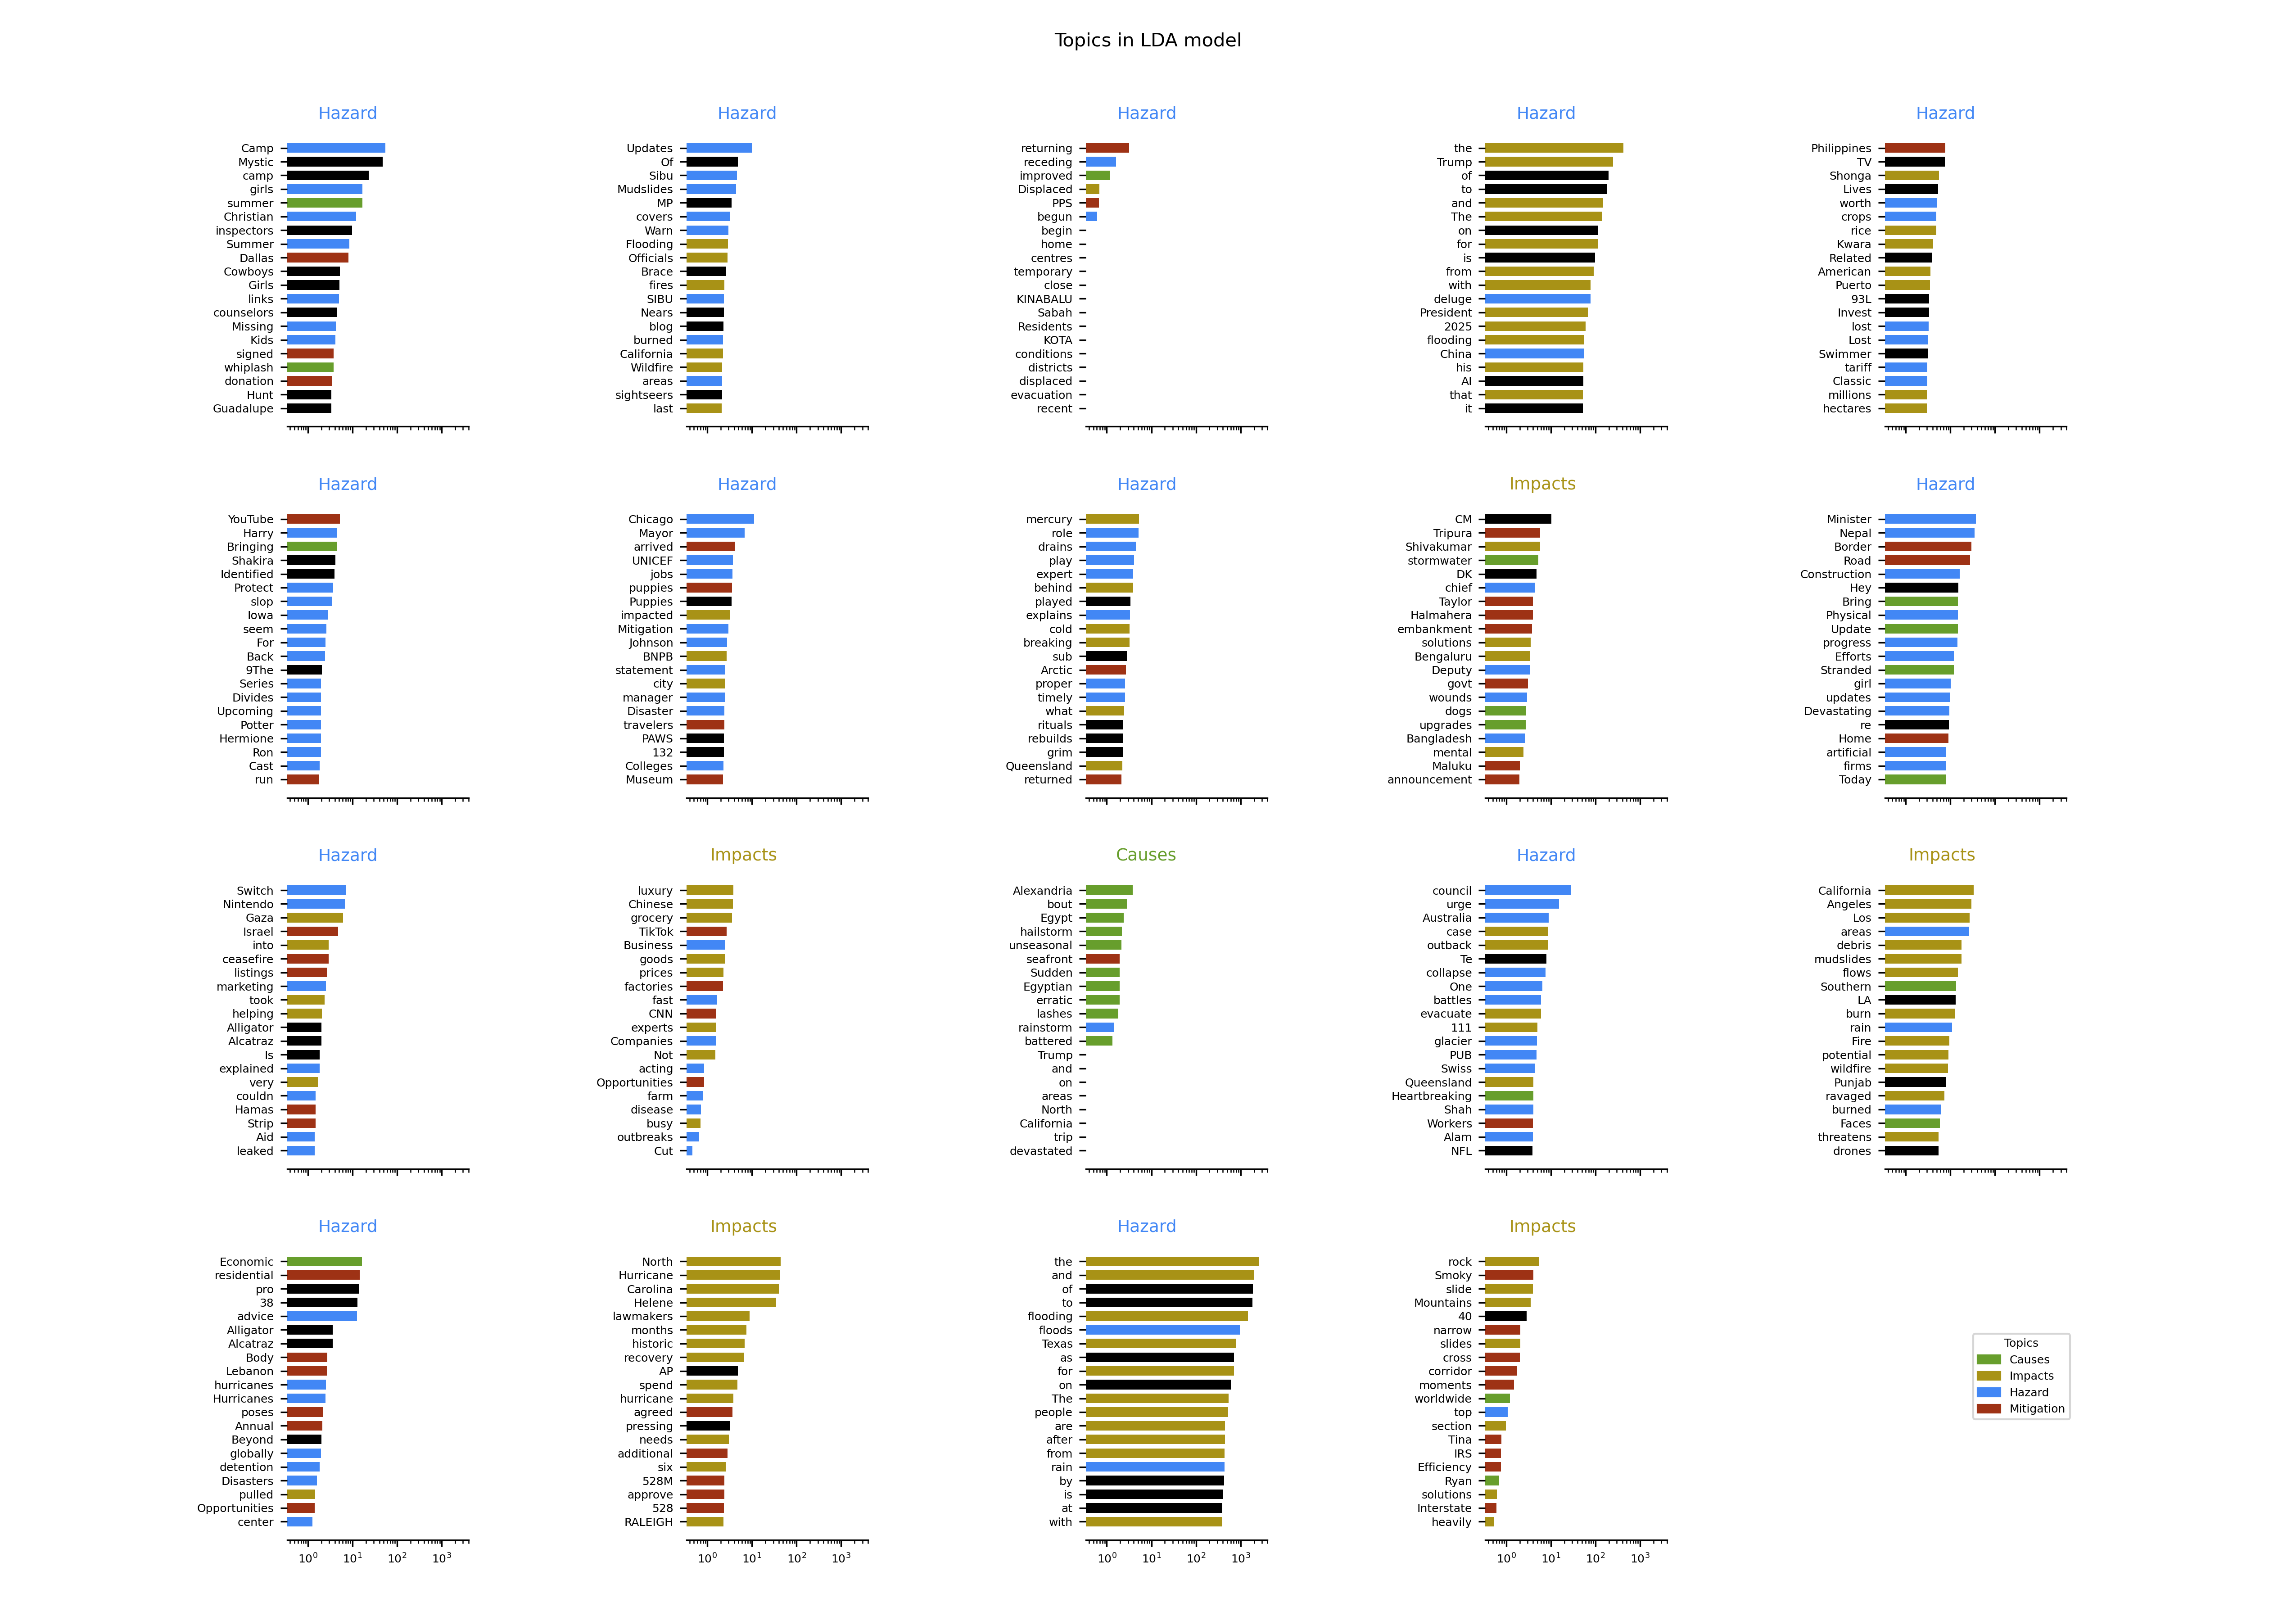 Topics in LDA model
Hazard
Camp
Mystic
camp
girls
summer
Christian
inspectors
Summer
Dallas
Cowboys
Girls
links
counselors
Missing
Kids
signed
whiplash
donation
Hunt
Guadalupe
Hazard
Updates
Of
Sibu
Mudslides
MP
covers
Warn
Flooding
Officials
Brace
fires
SIBU
Nears
blog
burned
California
Wildfire
areas
sightseers
last
Hazard
returning
receding
improved
Displaced
PPS
begun
begin
home
centres
temporary
close
KINABALU
Sabah
Residents
KOTA
conditions
districts
displaced
evacuation
recent
Hazard
the
Trump
of
to
and
The
on
for
is
from
with
deluge
President
2025
flooding
China
his
AI
that
it
Hazard
Philippines
TV
Shonga
Lives
worth
crops
rice
Kwara
Related
American
Puerto
93L
Invest
lost
Lost
Swimmer
tariff
Classic
millions
hectares
Hazard
YouTube
Harry
Bringing
Shakira
Identified
Protect
slop
Iowa
seem
For
Back
9The
Series
Divides
Upcoming
Potter
Hermione
Ron
Cast
run
Hazard
Chicago
Mayor
arrived
UNICEF
jobs
puppies
Puppies
impacted
Mitigation
Johnson
BNPB
statement
city
manager
Disaster
travelers
PAWS
132
Colleges
Museum
Hazard
mercury
role
drains
play
expert
behind
played
explains
cold
breaking
sub
Arctic
proper
timely
what
rituals
rebuilds
grim
Queensland
returned
Impacts
CM
Tripura
Shivakumar
stormwater
DK
chief
Taylor
Halmahera
embankment
solutions
Bengaluru
Deputy
govt
wounds
dogs
upgrades
Bangladesh
mental
Maluku
announcement
Hazard
Minister
Nepal
Border
Road
Construction
Hey
Bring
Physical
Update
progress
Efforts
Stranded
girl
updates
Devastating
re
Home
artificial
firms
Today
Hazard
Switch
Nintendo
Gaza
Israel
into
ceasefire
listings
marketing
took
helping
Alligator
Alcatraz
Is
explained
very
couldn
Hamas
Strip
Aid
leaked
Impacts
luxury
Chinese
grocery
TikTok
Business
goods
prices
factories
fast
CNN
experts
Companies
Not
acting
Opportunities
farm
disease
busy
outbreaks
Cut
Causes
Alexandria
bout
Egypt
hailstorm
unseasonal
seafront
Sudden
Egyptian
erratic
lashes
rainstorm
battered
Trump
and
on
areas
North
California
trip
devastated
Hazard
council
urge
Australia
case
outback
Te
collapse
One
battles
evacuate
111
glacier
PUB
Swiss
Queensland
Heartbreaking
Shah
Workers
Alam
NFL
Impacts
California
Angeles
Los
areas
debris
mudslides
flows
Southern
LA
burn
rain
Fire
potential
wildfire
Punjab
ravaged
burned
Faces
threatens
drones
Hazard
Economic
residential
pro
38
advice
Alligator
Alcatraz
Body
Lebanon
hurricanes
Hurricanes
poses
Annual
Beyond
globally
detention
Disasters
pulled
Opportunities
center
10⁰ 10¹ 10² 10³
Impacts
North
Hurricane
Carolina
Helene
lawmakers
months
historic
recovery
AP
spend
hurricane
agreed
pressing
needs
additional
six
528M
approve
528
RALEIGH
10⁰ 10¹ 10² 10³
Hazard
the
and
of
to
flooding
floods
Texas
as
for
on
The
people
are
after
from
rain
by
is
at
with
10⁰ 10¹ 10² 10³
Impacts
rock
Smoky
slide
Mountains
40
narrow
slides
cross
corridor
moments
worldwide
top
section
Tina
IRS
Efficiency
Ryan
solutions
Interstate
heavily
10⁰ 10¹ 10² 10³
Topics
Causes
Impacts
Hazard
Mitigation